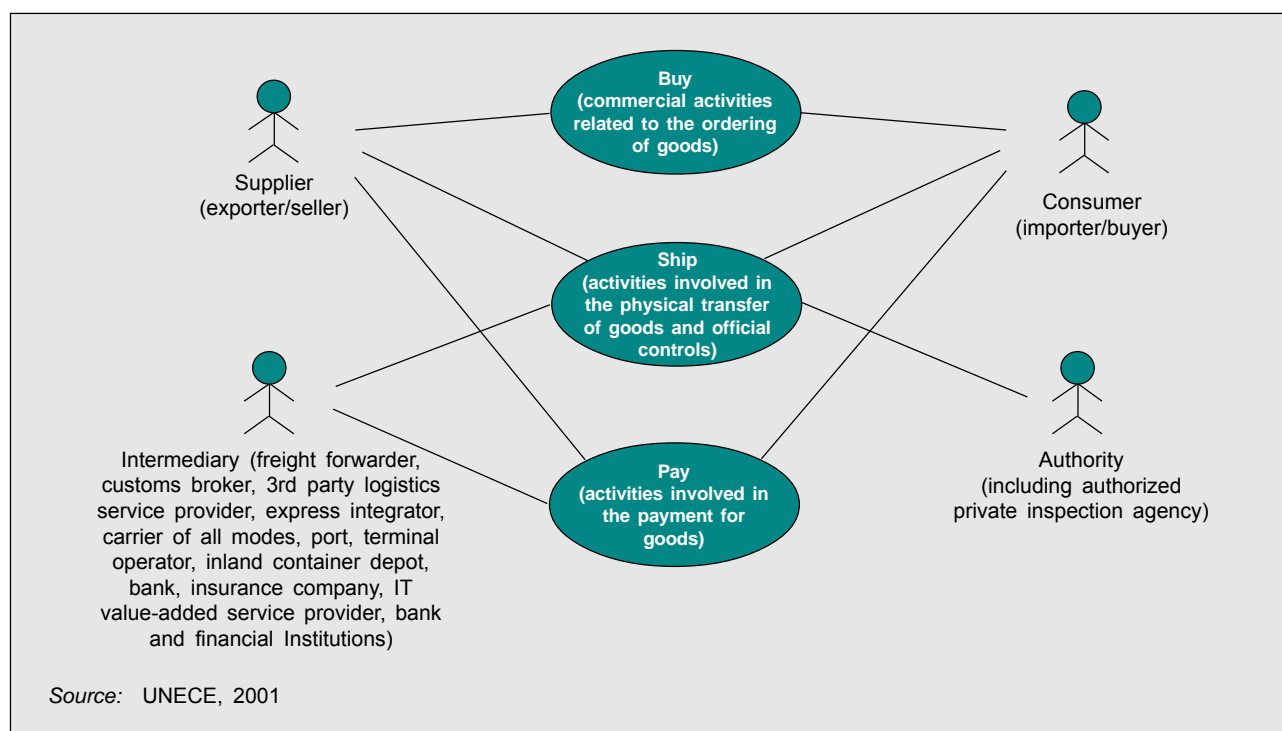 Buy
(commercial activities
related to the ordering
of goods)
Supplier
(exporter/seller)
Consumer
(importer/buyer)
Ship
(activities involved in
the physical transfer
of goods and official
controls)
Intermediary (freight forwarder,
customs broker, 3rd party logistics
service provider, express integrator,
carrier of all modes, port, terminal
operator, inland container depot,
bank, insurance company, IT
value-added service provider, bank
and financial Institutions)
Pay
(activities involved in
the payment for
goods)
Authority
(including authorized
private inspection agency)
Source: UNECE, 2001